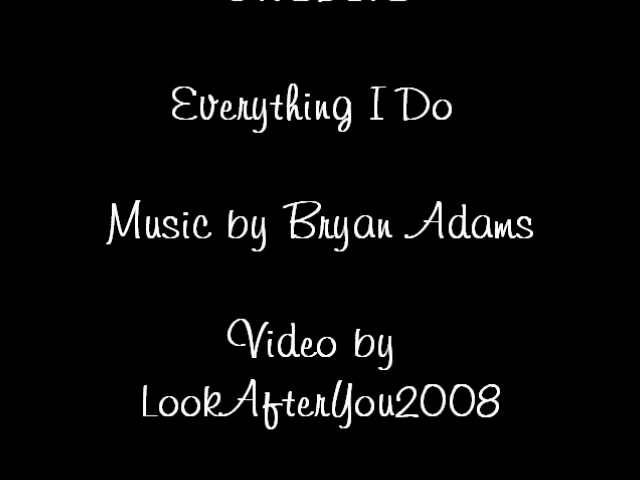 Everything I Do
Music by Bryan Adams
Video by
LookAfterYou2008